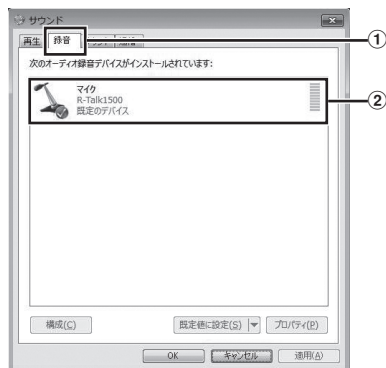 サウンド
再生 録音
①
次のオーディオ録音デバイスがインストールされています:
マイク
R-Talk1500
既定のデバイス
②
構成(C) 既定値に設定(S) プロパティ(P)
OK キャンセル 適用(A)